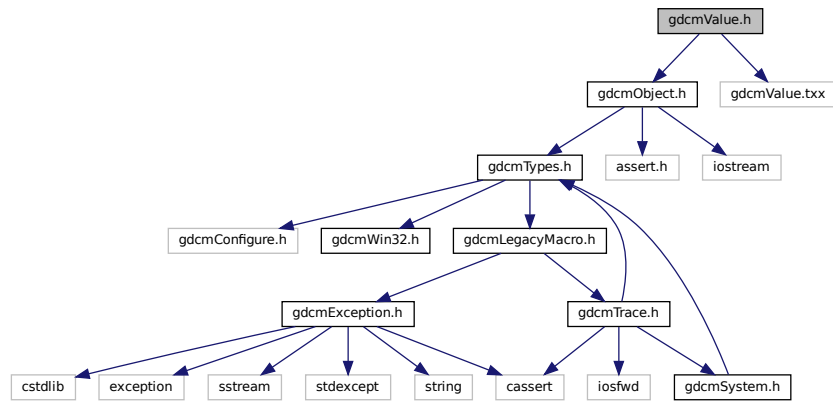 gdcmValue.h
gdcmObject.h
gdcmValue.txx
gdcmTypes.h
assert.h
iostream
gdcmConfigure.h
gdcmWin32.h
gdcmLegacyMacro.h
gdcmException.h
gdcmTrace.h
cstdlib
exception
sstream
stdexcept
string
cassert
iosfwd
gdcmSystem.h